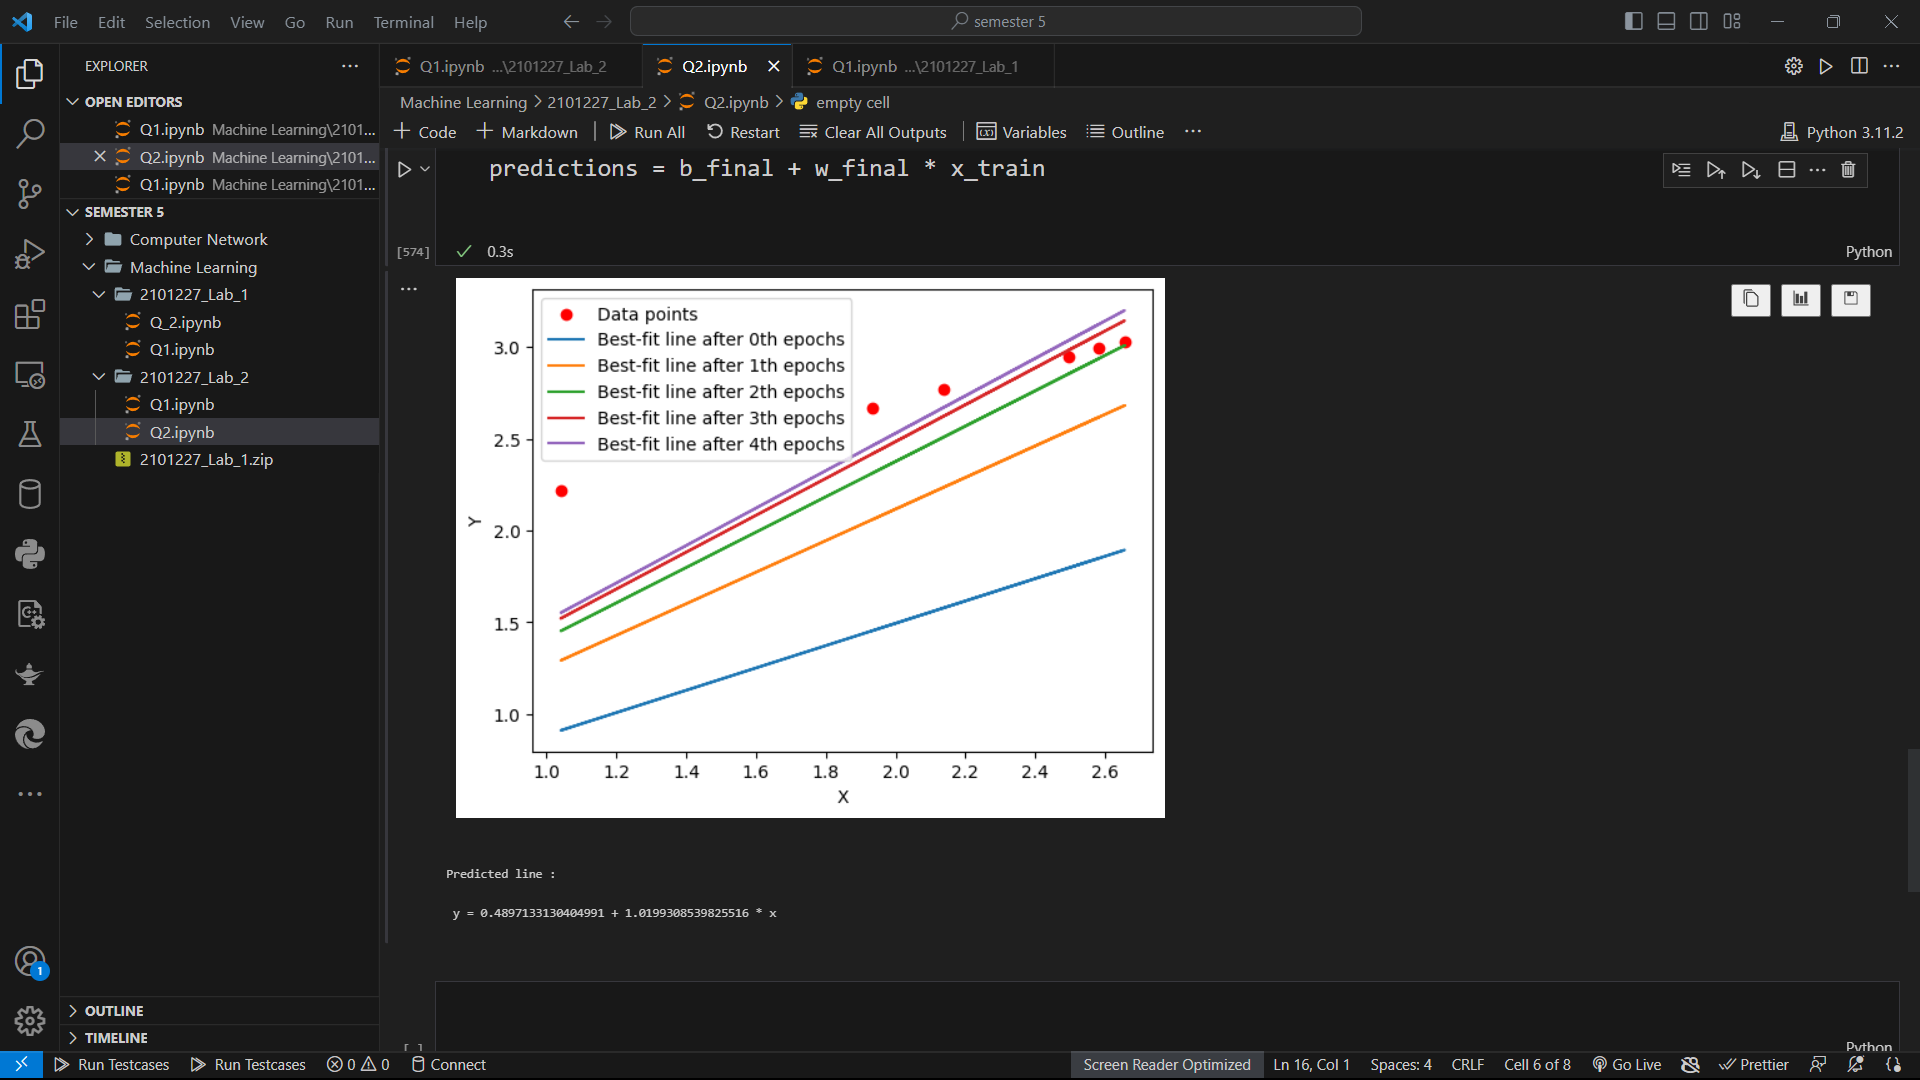 File Edit Selection View Go Run Terminal Help
semester 5
EXPLORER
OPEN EDITORS
Q1.ipynb Machine Learning\2101...
Q2.ipynb Machine Learning\2101...
Q1.ipynb Machine Learning\2101...
SEMESTER 5
Computer Network
Machine Learning
2101227_Lab_1
Q_2.ipynb
Q1.ipynb
2101227_Lab_2
Q1.ipynb
Q2.ipynb
2101227_Lab_1.zip
OUTLINE
TIMELINE
1
Q1.ipynb ...\2101227_Lab_2
Q2.ipynb
Q1.ipynb ...\2101227_Lab_1
Machine Learning > 2101227_Lab_2 > Q2.ipynb > empty cell
Code Markdown Run All Restart Clear All Outputs Variables Outline ... Python 3.11.2
predictions = b_final + w_final * x_train
[574] 0.3s Python
Data points
Best-fit line after 0th epochs
Best-fit line after 1th epochs
Best-fit line after 2th epochs
Best-fit line after 3th epochs
Best-fit line after 4th epochs
3.0
2.5
2.0
1.5
1.0
Y
1.0 1.2 1.4 1.6 1.8 2.0 2.2 2.4 2.6
X
Predicted line :
y = 0.4897133130404991 + 1.0199308539825516 * x
[ ] Python
Run Testcases Run Testcases 0 0 Connect Screen Reader Optimized Ln 16, Col 1 Spaces: 4 CRLF Cell 6 of 8 Go Live Prettier